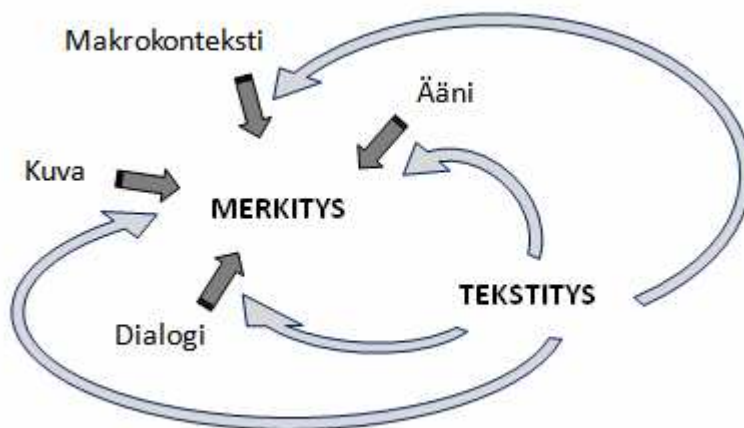 Makrokonteksti
Ääni
Kuva
MERKITYS
TEKSTITYS
Dialogi